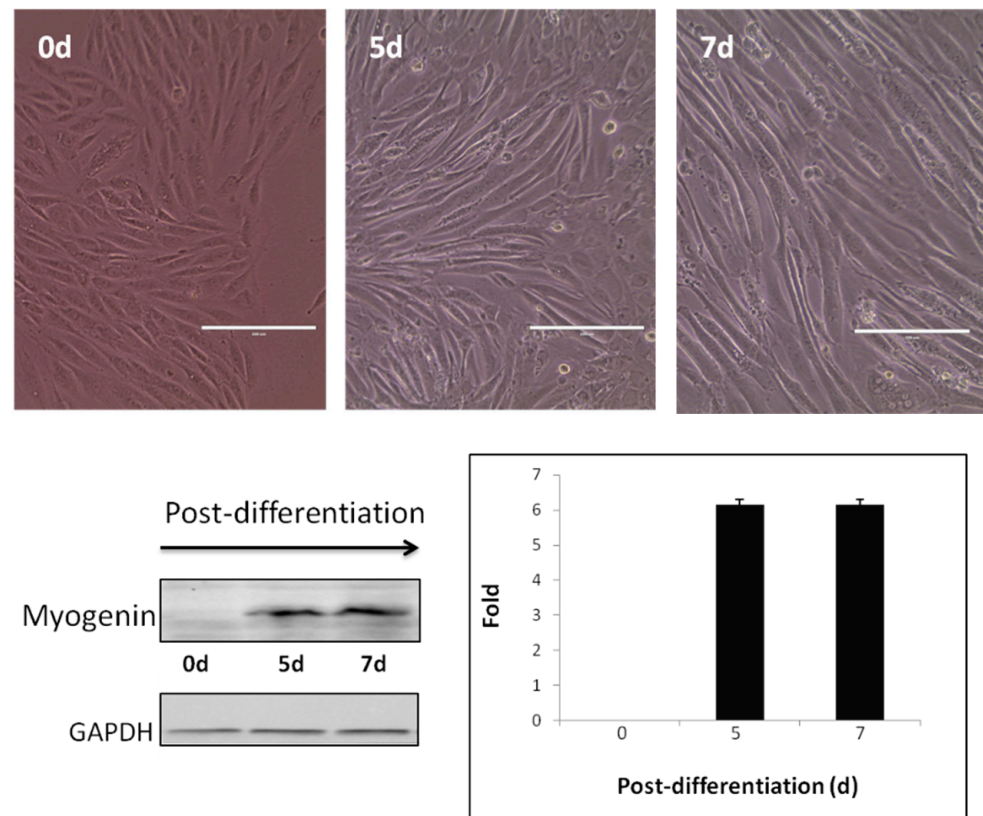 0d
5d
7d
Post-differentiation
Myogenin
0d 5d 7d
GAPDH
7
6
5
4
3
2
1
0
Fold
0 5 7
Post-differentiation (d)